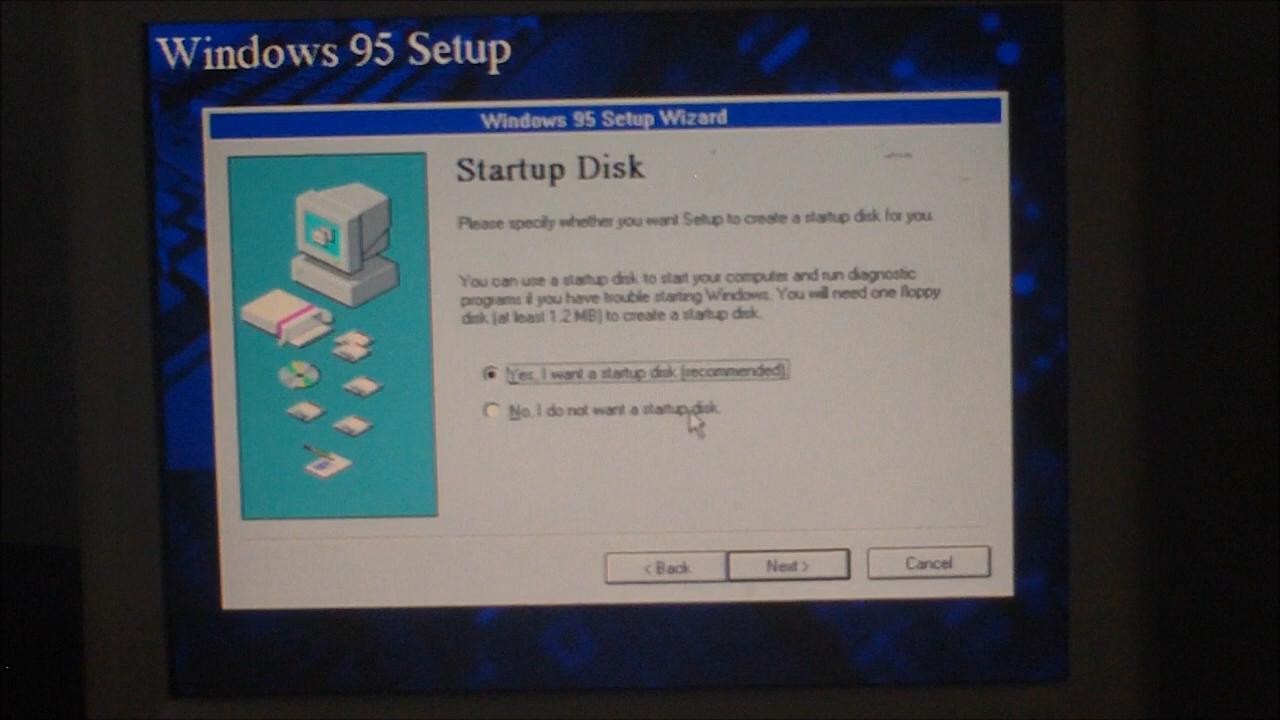 Windows 95 Setup
Windows 95 Setup Wizard
Startup Disk
Please specify whether you want Setup to create a startup disk for you.
You can use a startup disk to start your computer and run diagnostic
programs if you have trouble starting Windows. You will need one floppy
disk (at least 1.2 MB) to create a startup disk.
Yes, I want a startup disk (recommended).
No, I do not want a startup disk.
< Back
Next >
Cancel